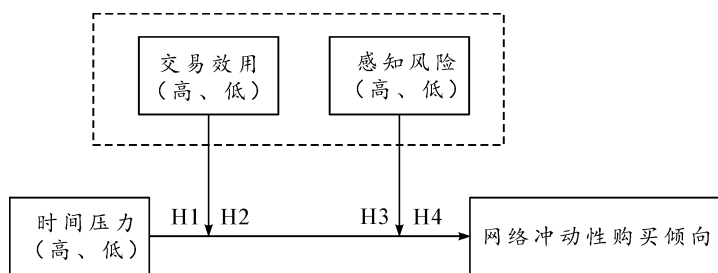 交易效用
（高、低）
感知风险
（高、低）
时间压力
（高、低）
H1
H2
H3
H4
网络冲动性购买倾向